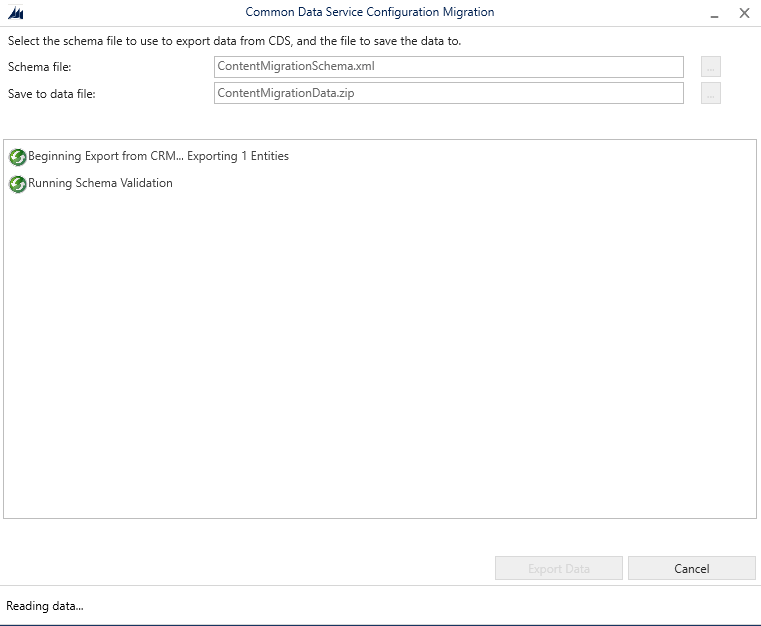 Common Data Service Configuration Migration
Select the schema file to use to export data from CDS, and the file to save the data to.
Schema file: ContentMigrationSchema.xml ...
Save to data file: ContentMigrationData.zip ...
Beginning Export from CRM... Exporting 1 Entities
Running Schema Validation
Export Data Cancel
Reading data...